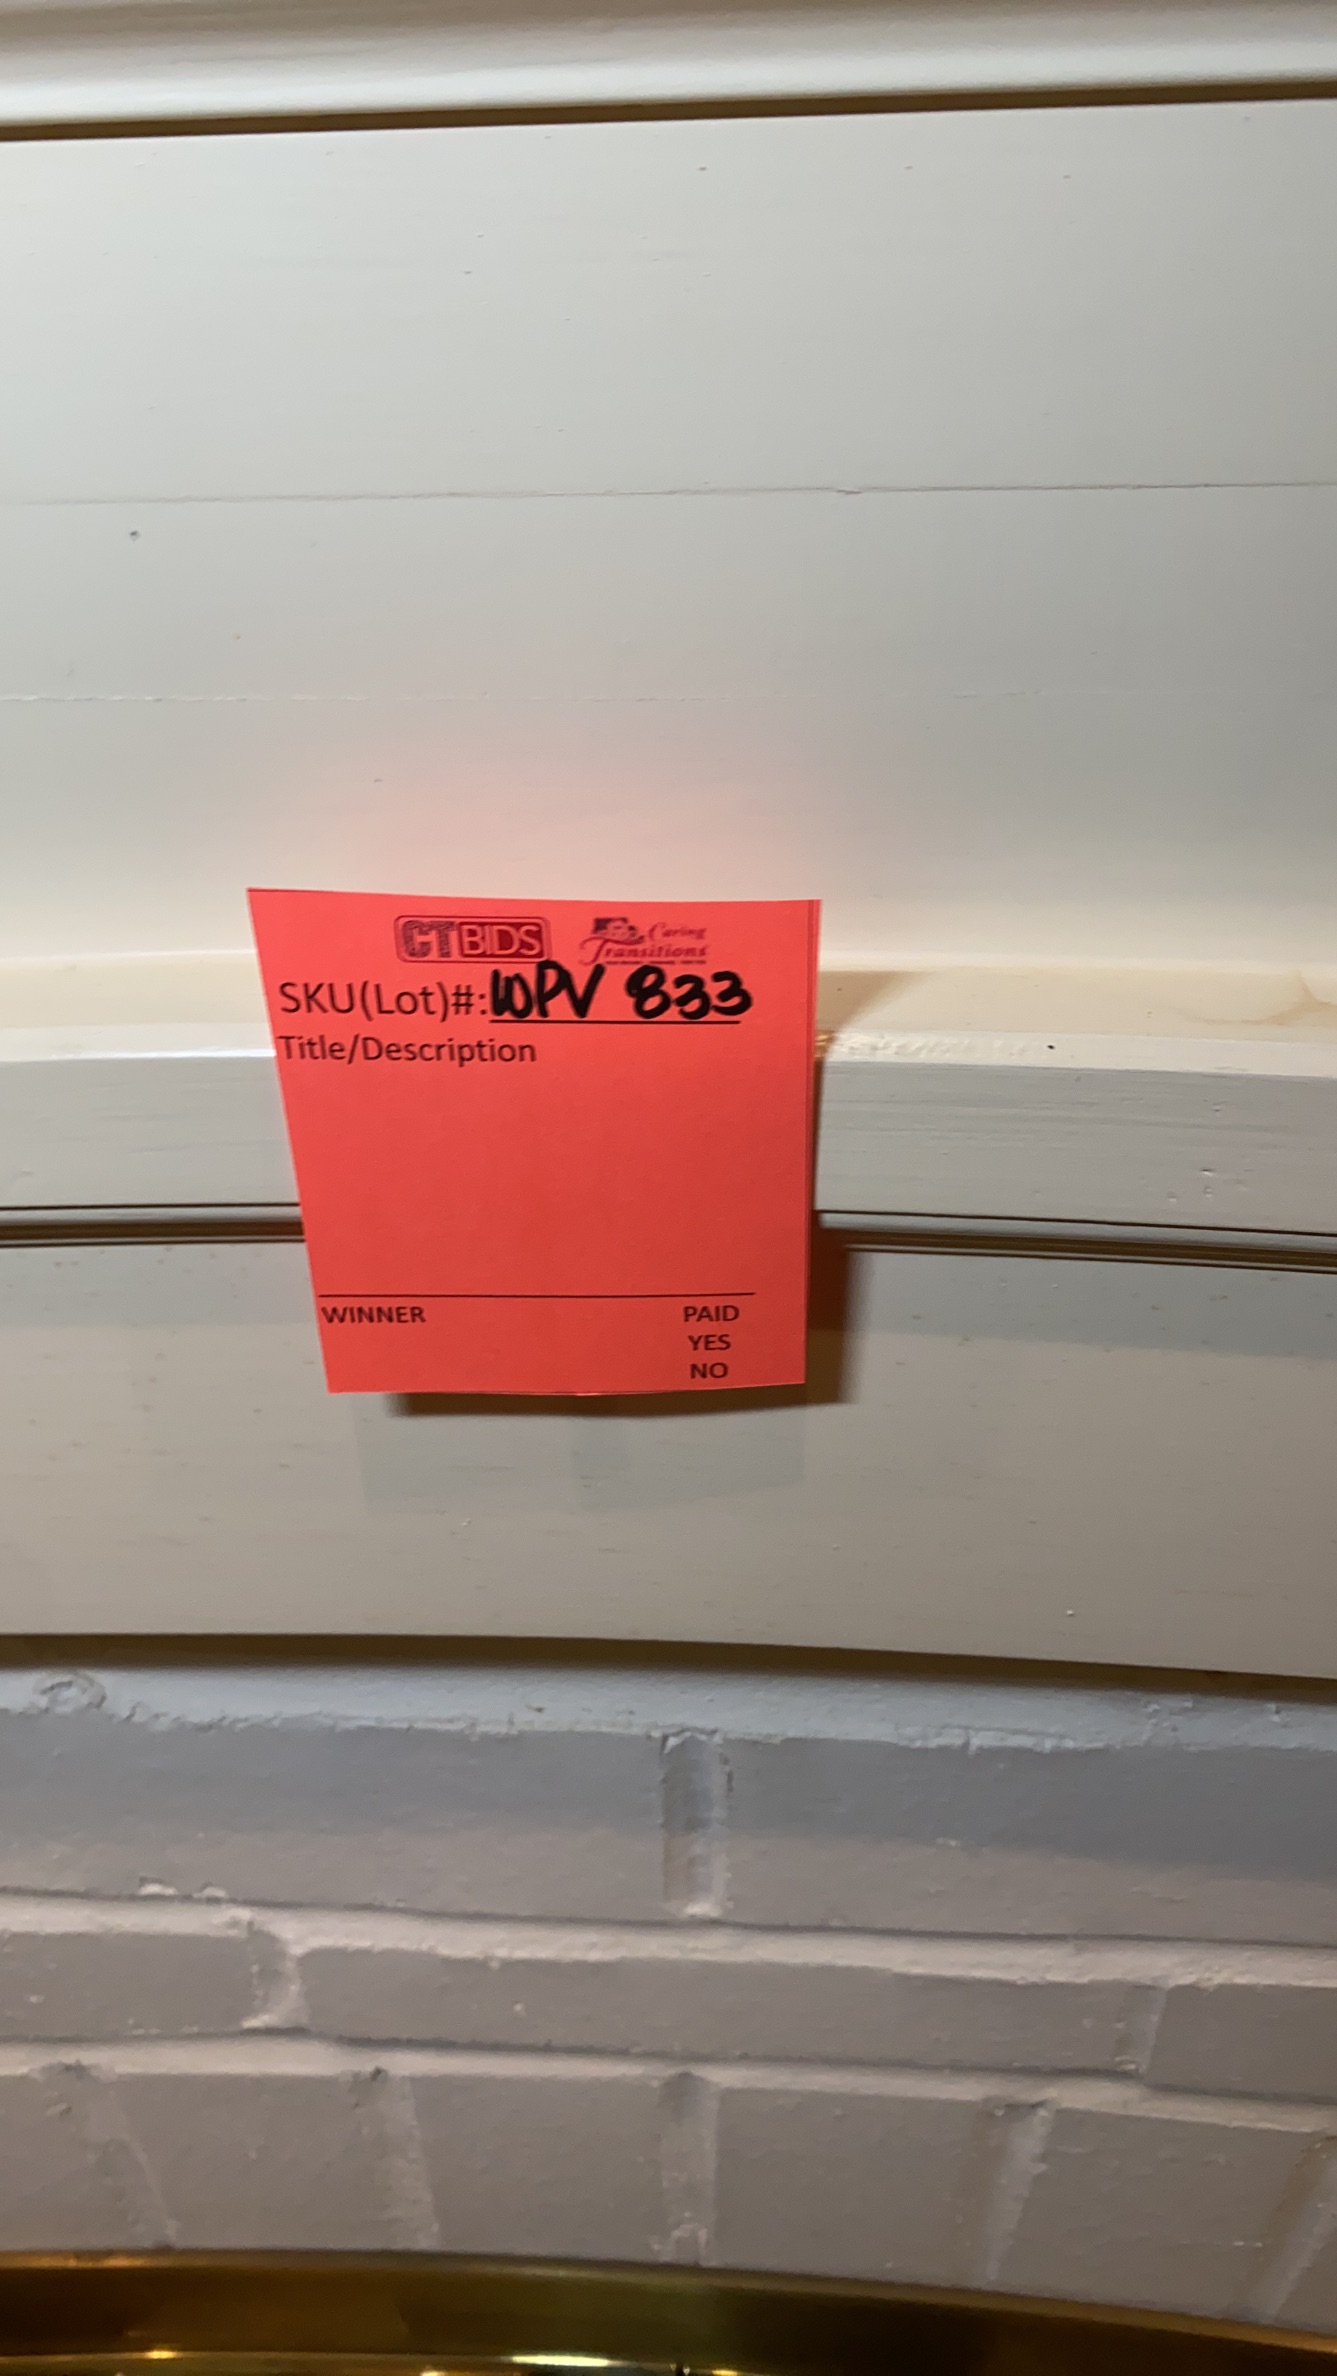 CTBIDS Caring Transitions
SKU(Lot)#: WPV 833
Title/Description
WINNER PAID
YES
NO